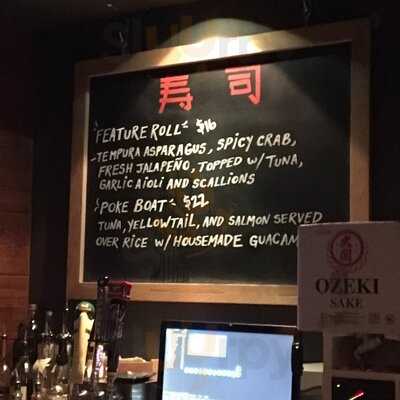 寿司
FEATURE ROLL $16
-TEMPURA ASPARAGUS, SPICY CRAB,
FRESH JALAPEÑO, TOPPED W/ TUNA,
GARLIC AIOLI AND SCALLIONS
POKE BOAT $22
TUNA, YELLOWTAIL, AND SALMON SERVED
OVER RICE W/ HOUSEMADE GUACAM
OZEKI
SAKE